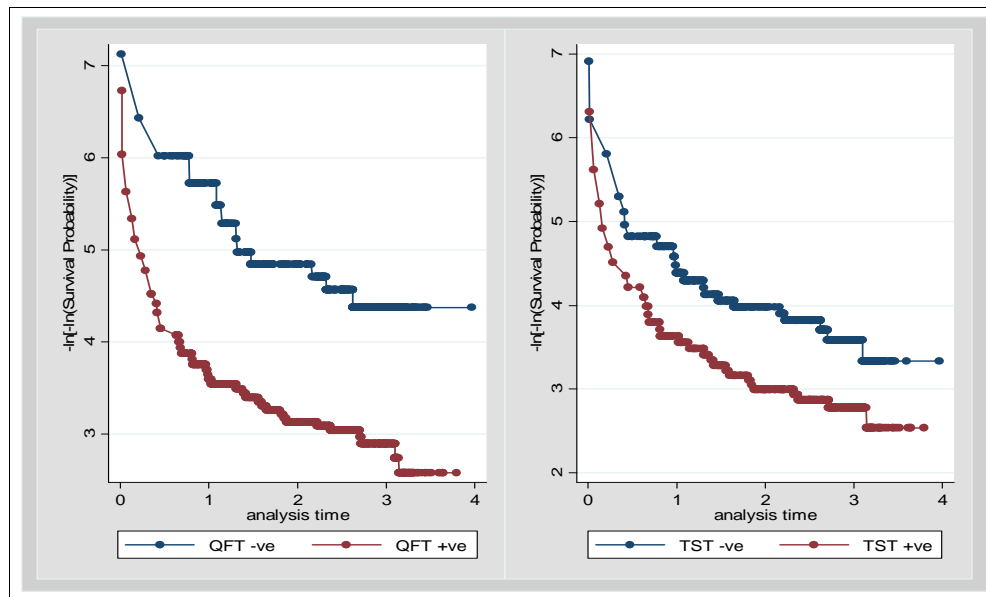 -ln[-ln(Survival Probability)]
7
6
5
4
3
0 1 2 3 4
analysis time
QFT -ve QFT +ve
-ln[-ln(Survival Probability)]
7
6
5
4
3
2
0 1 2 3 4
analysis time
TST -ve TST +ve